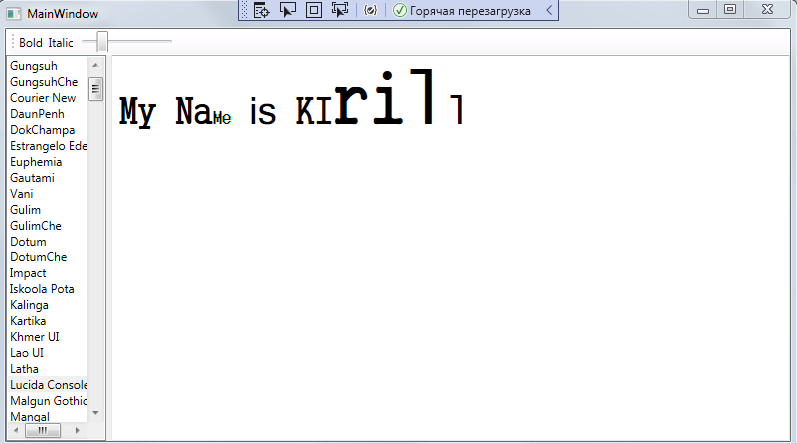 MainWindow
Горячая перезагрузка
Bold Italic
Gungsuh
GungsuhChe
Courier New
DaunPenh
DokChampa
Estrangelo Ede
Euphemia
Gautami
Vani
Gulim
GulimChe
Dotum
DotumChe
Impact
Iskoola Pota
Kalinga
Kartika
Khmer UI
Lao UI
Latha
Lucida Console
Malgun Gothic
Mangal
My NaMe is KIrill